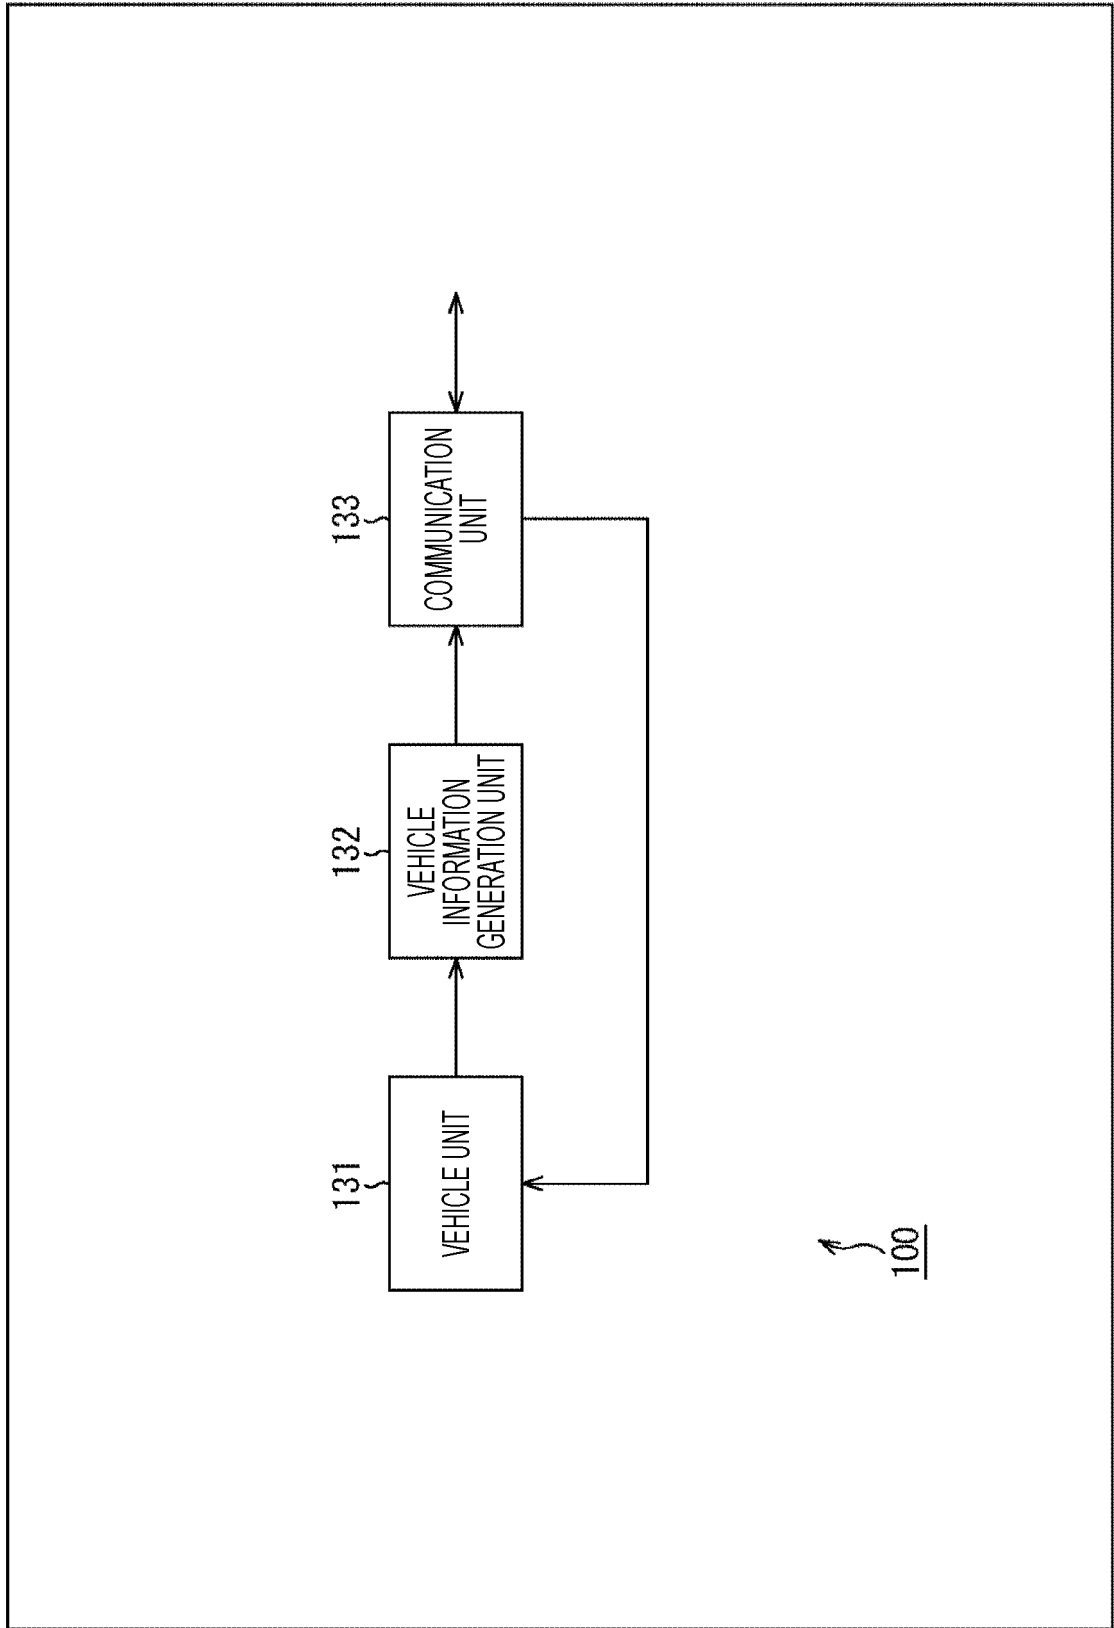 131
VEHICLE UNIT
132
VEHICLE
INFORMATION
GENERATION UNIT
133
COMMUNICATION
UNIT
100